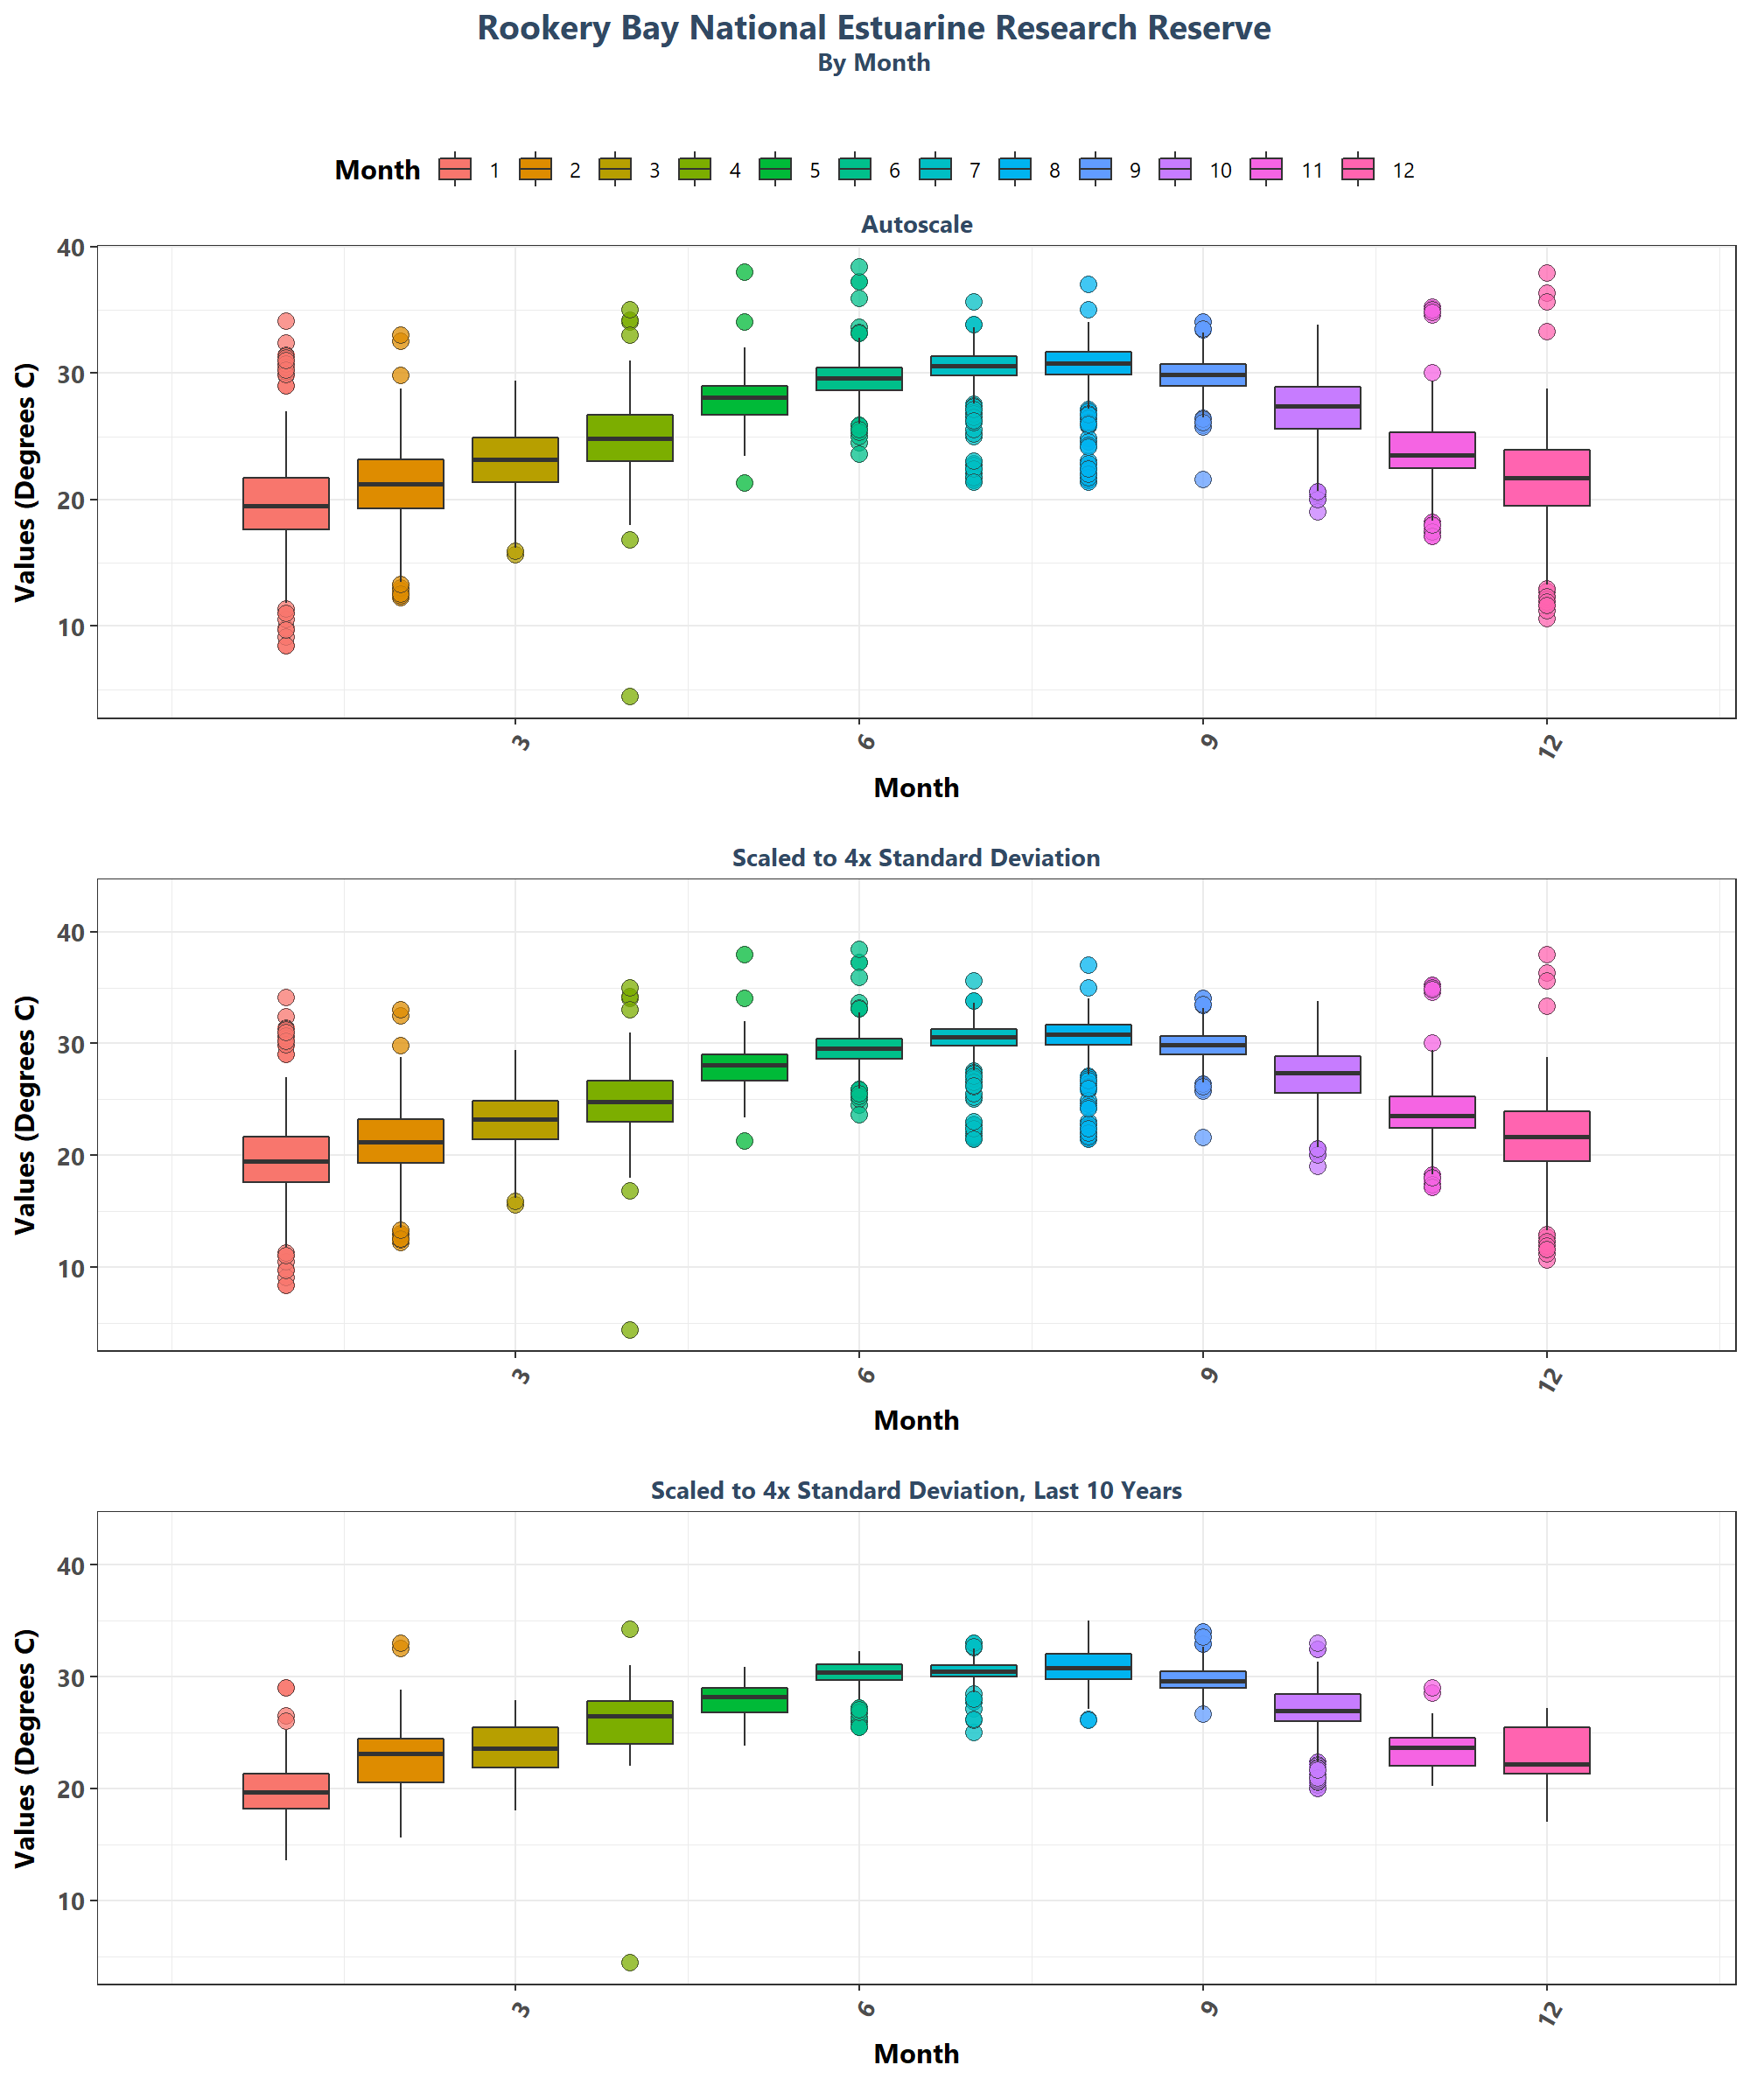 Rookery Bay National Estuarine Research Reserve
By Month
Month 1 2 3 4 5 6 7 8 9 10 11 12
Autoscale
Values (Degrees C)
40
30
20
10
3 6 9 12
Month
Scaled to 4x Standard Deviation
Values (Degrees C)
40
30
20
10
3 6 9 12
Month
Scaled to 4x Standard Deviation, Last 10 Years
Values (Degrees C)
40
30
20
10
3 6 9 12
Month